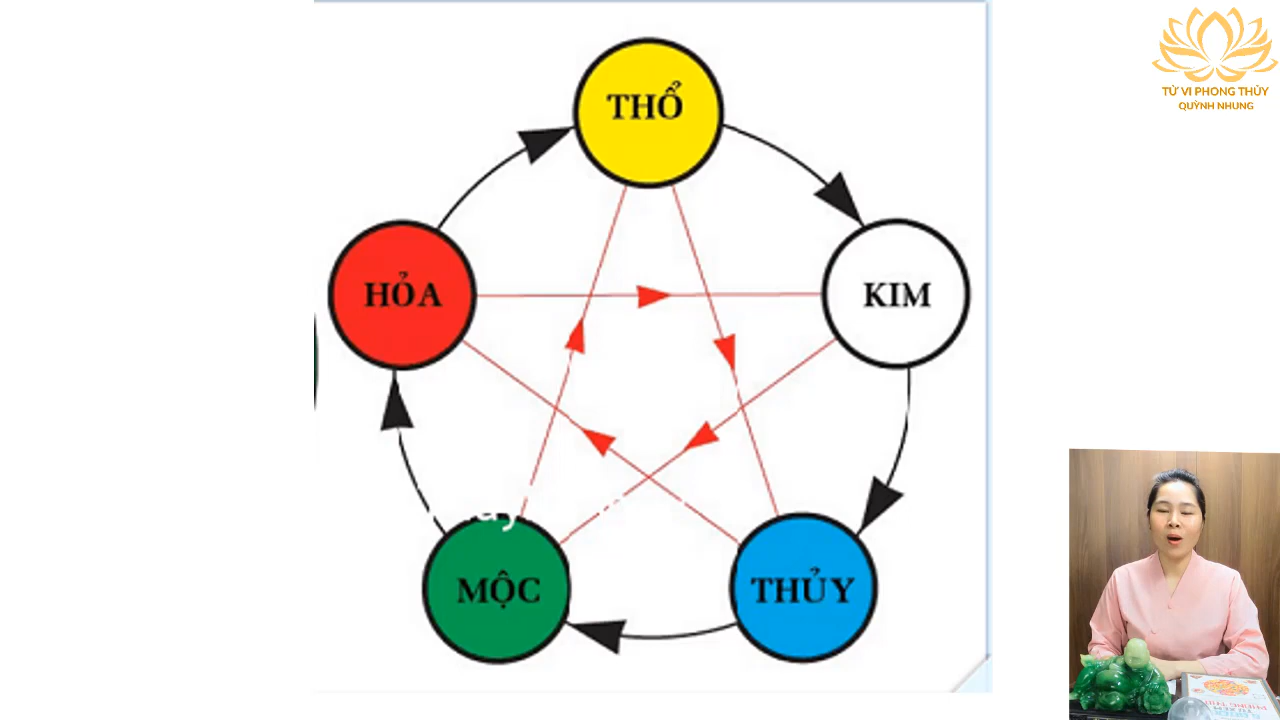 THỔ
TỬ VI PHONG THỦY
QUỲNH NHUNG
HỎA
KIM
MỘC
THỦY